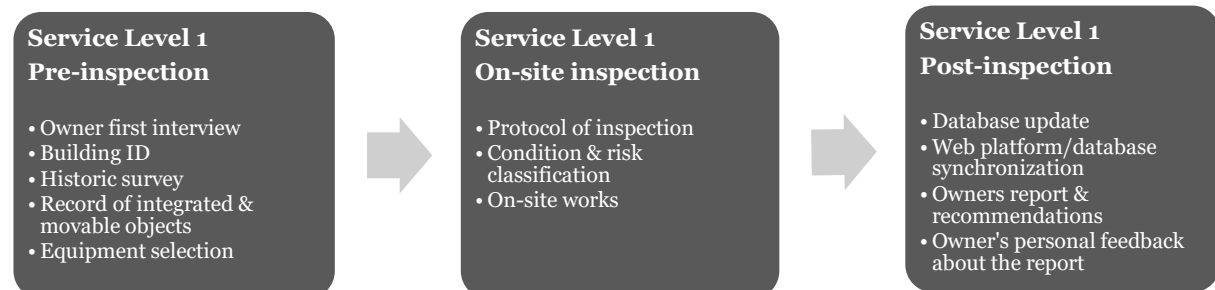 Service Level 1
Pre-inspection
• Owner first interview
• Building ID
• Historic survey
• Record of integrated &
movable objects
• Equipment selection
Service Level 1
On-site inspection
• Protocol of inspection
• Condition & risk
classification
• On-site works
Service Level 1
Post-inspection
• Database update
• Web platform/database
synchronization
• Owners report &
recommendations
• Owner's personal feedback
about the report